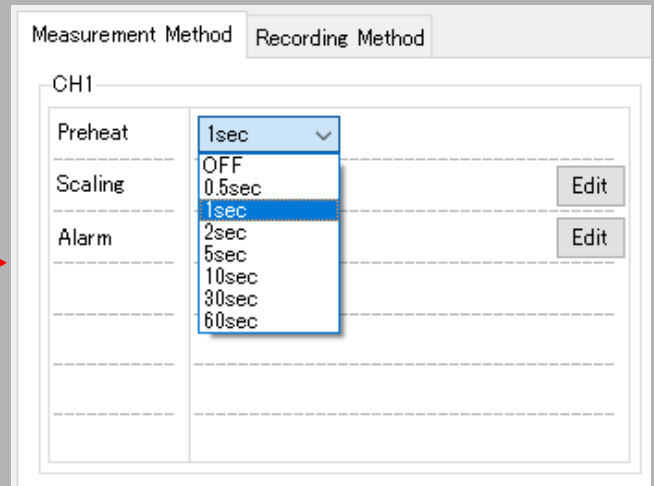 Measurement Method Recording Method
CH1
Preheat 1sec
OFF
Scaling 0.5sec Edit
1sec
Alarm 2sec Edit
5sec
10sec
30sec
60sec